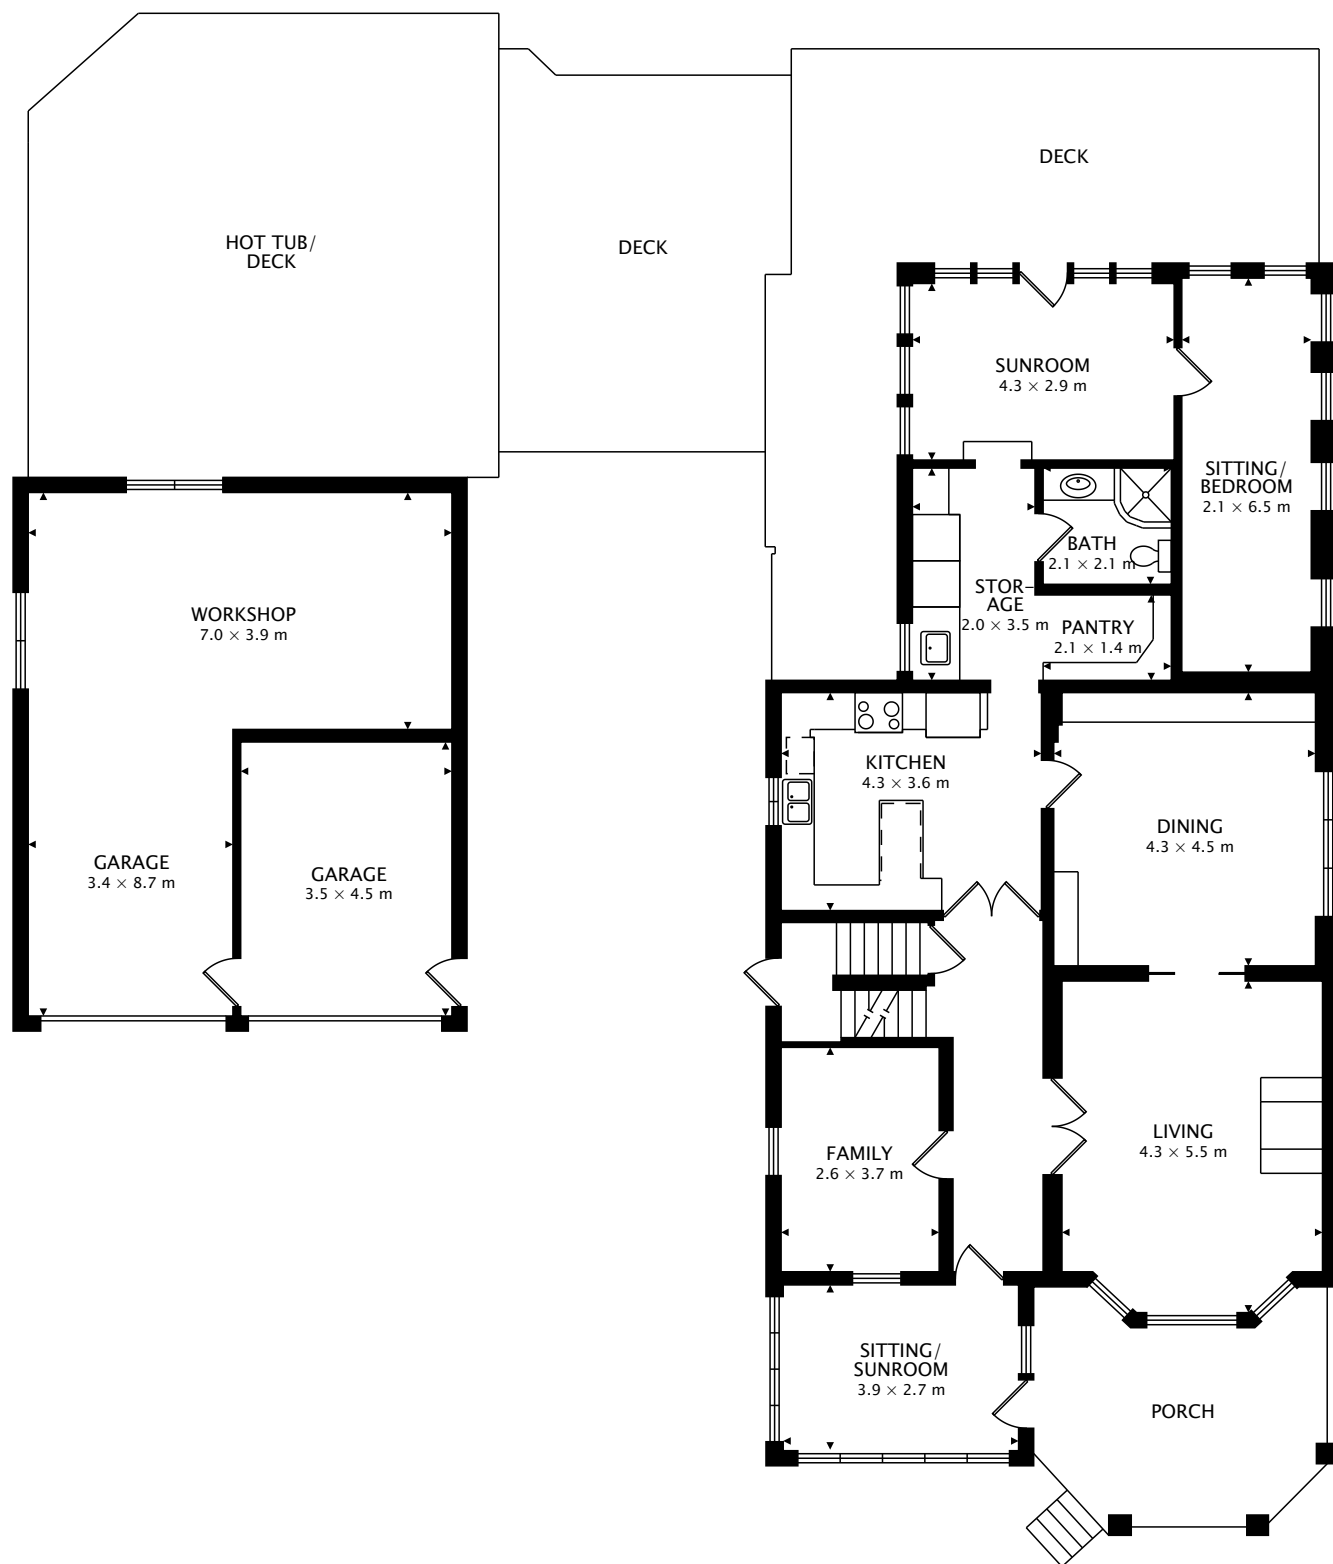 DECK
HOT TUB/
DECK
DECK
SUNROOM
4.3 × 2.9 m
SITTING/
BEDROOM
2.1 × 6.5 m
BATH
2.1 × 2.1 m
STOR-
AGE
2.0 × 3.5 m
PANTRY
2.1 × 1.4 m
WORKSHOP
7.0 × 3.9 m
KITCHEN
4.3 × 3.6 m
DINING
4.3 × 4.5 m
GARAGE
3.4 × 8.7 m
GARAGE
3.5 × 4.5 m
LIVING
4.3 × 5.5 m
FAMILY
2.6 × 3.7 m
SITTING/
SUNROOM
3.9 × 2.7 m
PORCH